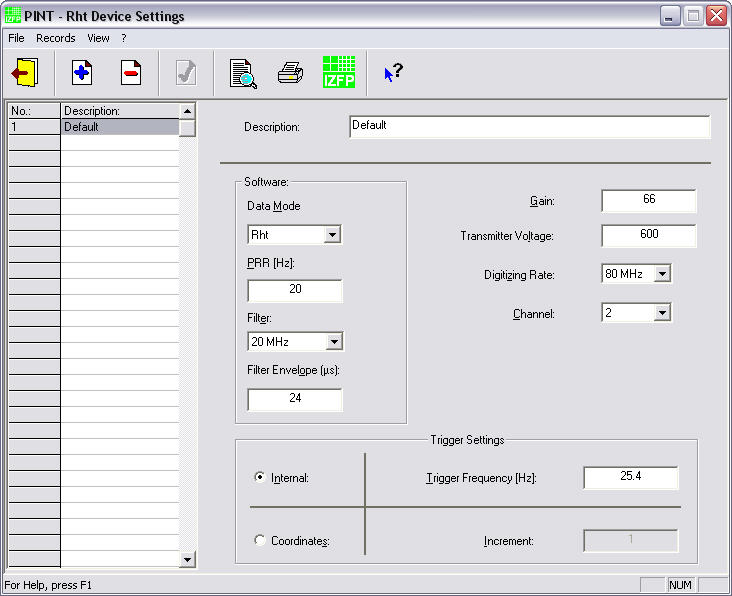 PINT - Rht Device Settings
File Records View ?
IZFP
No.: Description:
1 Default
Description: Default
Software:
Data Mode
Rht
PRR [Hz]:
20
Filter:
20 MHz
Filter Envelope (µs):
24
Gain: 66
Transmitter Voltage: 600
Digitizing Rate: 80 MHz
Channel: 2
Trigger Settings
Internal: Trigger Frequency [Hz]: 25.4
Coordinates: Increment: 1
For Help, press F1 NUM